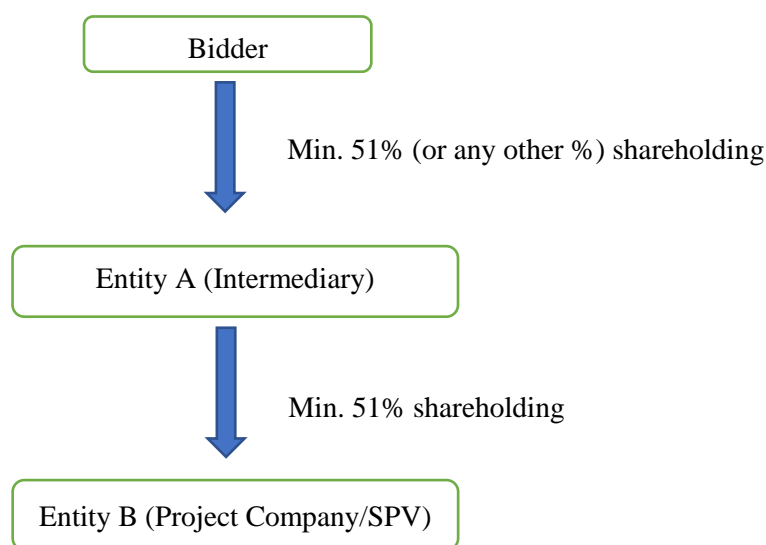 Bidder
Min. 51% (or any other %) shareholding
Entity A (Intermediary)
Min. 51% shareholding
Entity B (Project Company/SPV)